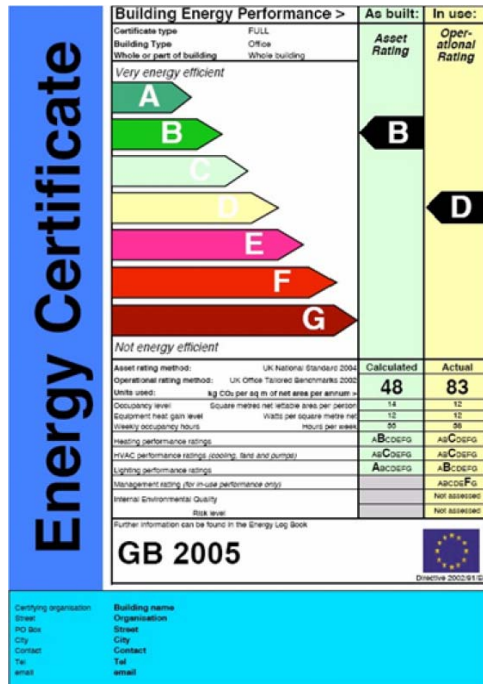 Energy Certificate
Building Energy Performance > As built: In use:
Certificate type FULL
Building Type Office
Whole or part of building Whole building
Asset Rating
Oper-
ational
Rating
Very energy efficient
A
B B
C
D D
E
F
G
Not energy efficient
Asset rating method: UK National Standard 2004 Calculated Actual
Operational rating method: UK Office Tailored Benchmarks 2002
Units used: kg CO₂ per sq m of net area per annum > 48 83
Occupancy level Square metres net lettable area per person 14 12
Equipment heat gain level Watts per square metre net 12 12
Weekly occupancy hours Hours per week 55 56
Heating performance ratings ABCDEFG ABCDEFG
HVAC performance ratings (cooling, fans and pumps) ABCDEFG ABCDEFG
Lighting performance ratings ABCDEFG ABCDEFG
Management rating (for in-use performance only) ABCDEFG
Internal Environmental Quality Not assessed
Risk level Not assessed
Further information can be found in the Energy Log Book
GB 2005
Directive 2002/91/E
Certifying organisation Building name
Street Organisation
PO Box Street
City City
Contact Contact
Tel Tel
email email